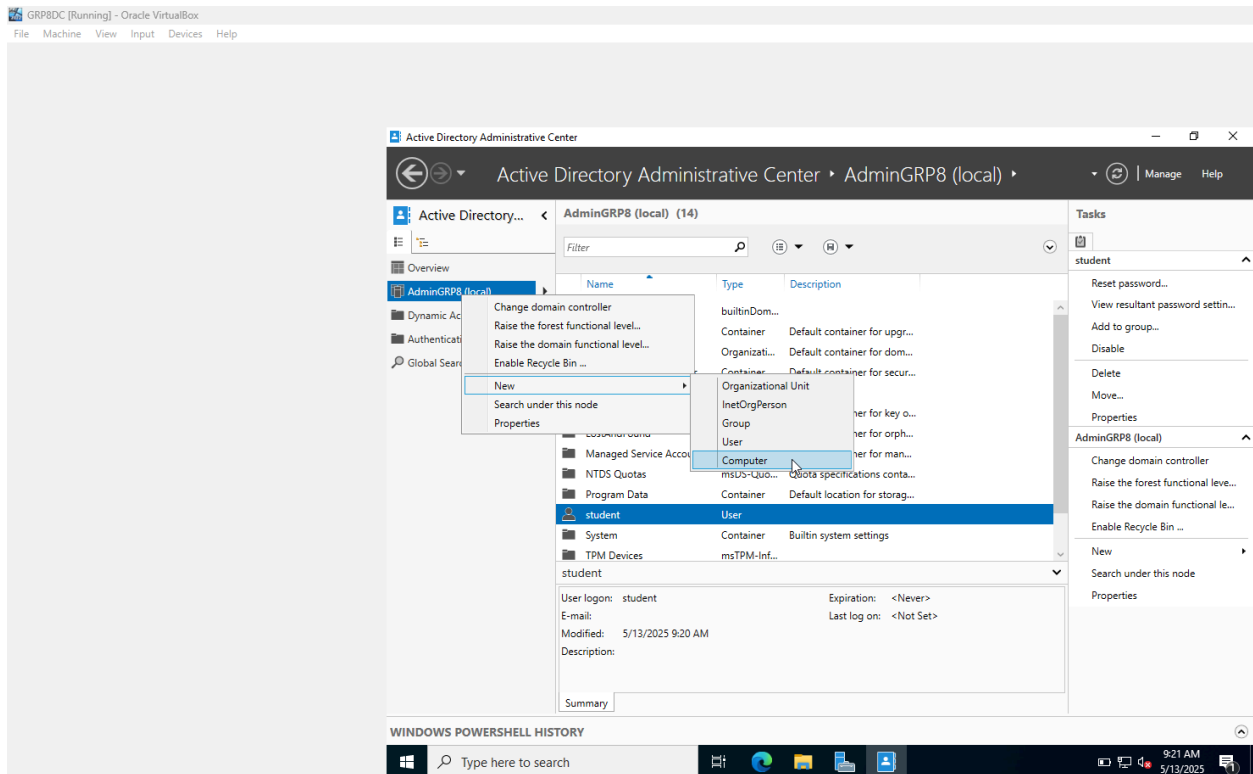 GRP8DC [Running] - Oracle VirtualBox
File Machine View Input Devices Help
Active Directory Administrative Center
Active Directory Administrative Center AdminGRP8 (local)
Manage Help
Active Directory...
Overview
AdminGRP8 (local)
Dynamic Ac
Authenticati
Global Sear
Change domain controller
Raise the forest functional level...
Raise the domain functional level...
Enable Recycle Bin ...
New
Search under this node
Properties
Organizational Unit
InetOrgPerson
Group
User
Computer
AdminGRP8 (local) (14)
Filter
Name Type Description
builtinDom...
Container Default container for upgr...
Organizati... Default container for dom...
Container Default container for secur...
ner for key o...
LostAndFound ner for orph...
Managed Service Accou ner for man...
NTDS Quotas msDS-Quo... Quota specifications conta...
Program Data Container Default location for storag...
student User
System Container Builtin system settings
TPM Devices msTPM-Inf...
student
User logon: student Expiration: <Never>
E-mail: Last log on: <Not Set>
Modified: 5/13/2025 9:20 AM
Description:
Summary
Tasks
student
Reset password...
View resultant password settin...
Add to group...
Disable
Delete
Move...
Properties
AdminGRP8 (local)
Change domain controller
Raise the forest functional leve...
Raise the domain functional le...
Enable Recycle Bin ...
New
Search under this node
Properties
WINDOWS POWERSHELL HISTORY
Type here to search
9:21 AM
5/13/2025
1